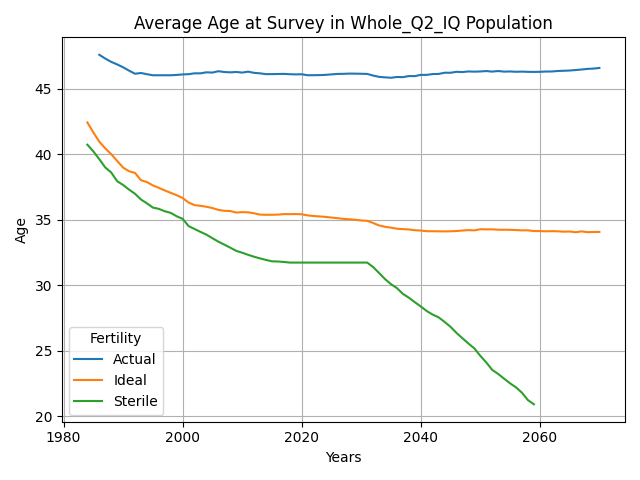 Average Age at Survey in Whole_Q2_IQ Population
Age
45
40
35
30
25
20
Fertility
Actual
Ideal
Sterile
1980
2000
2020
2040
2060
Years